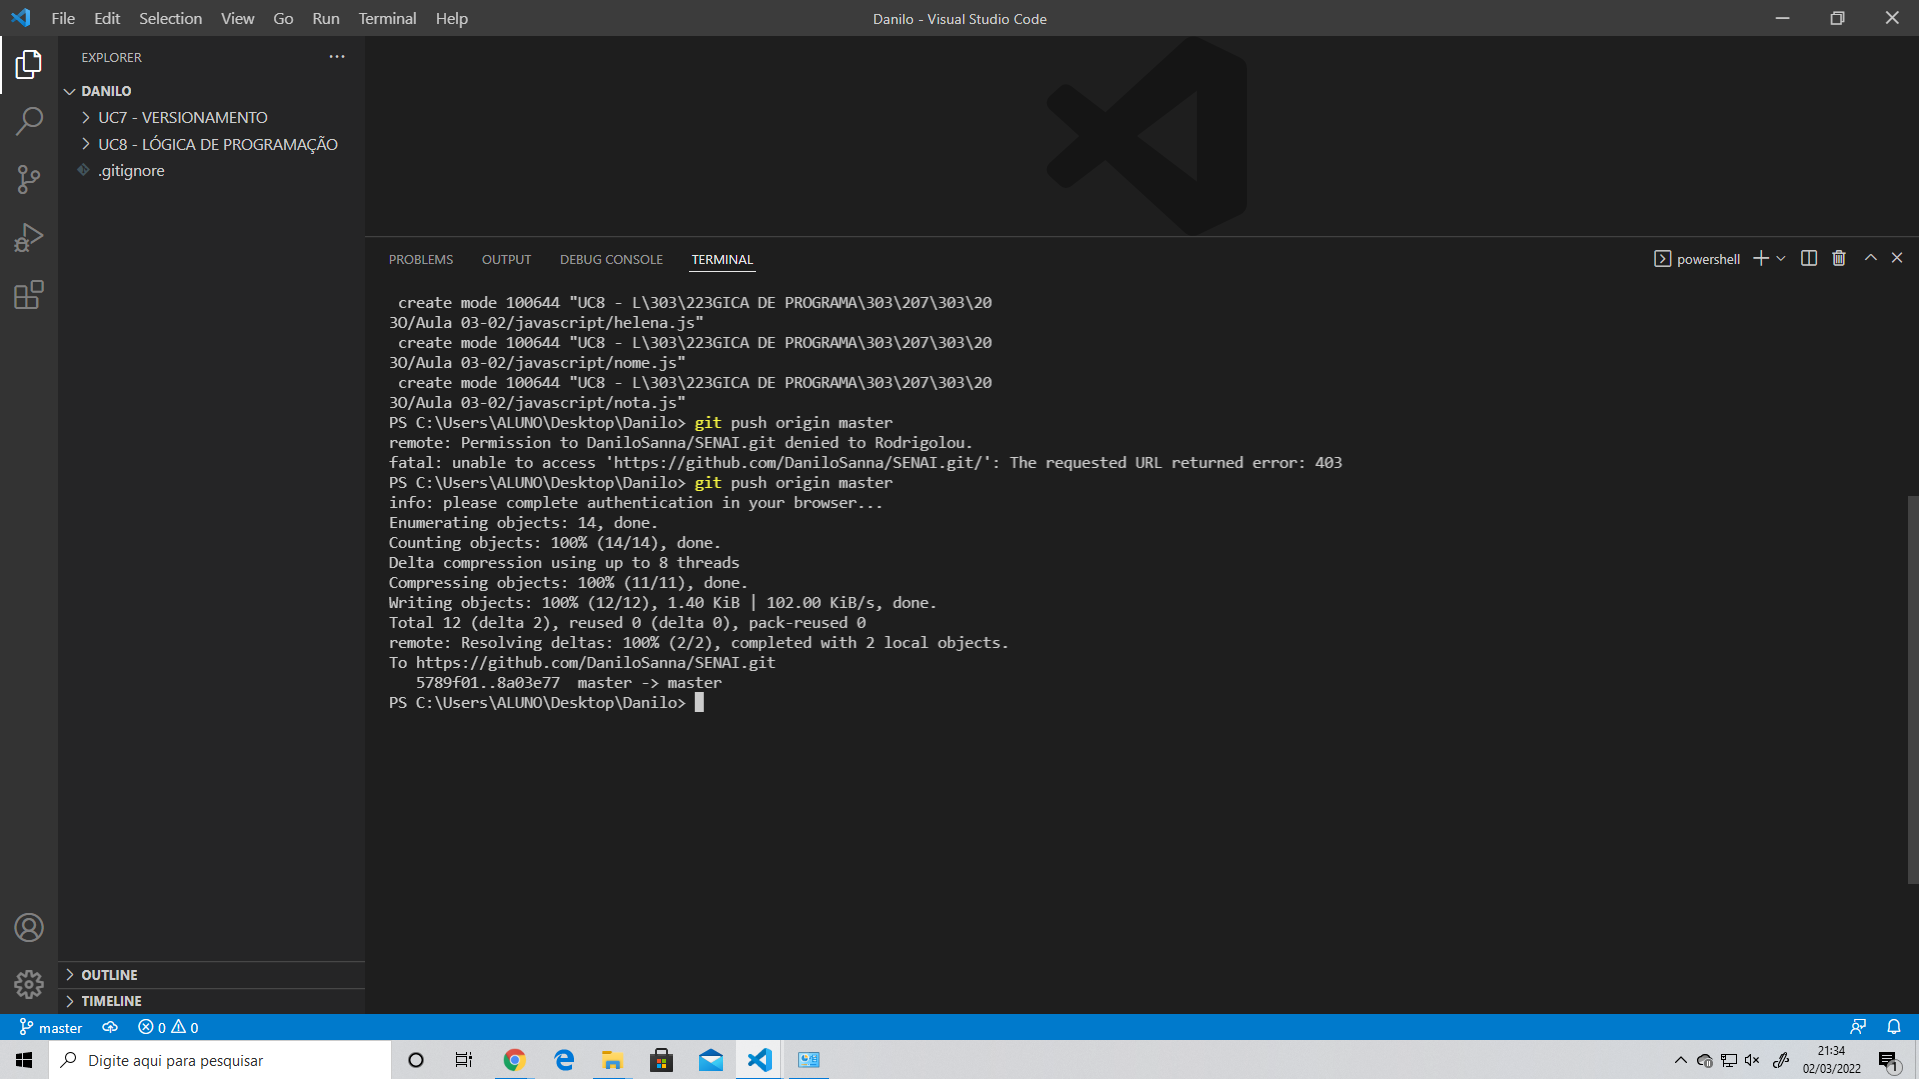 File Edit Selection View Go Run Terminal Help
Danilo - Visual Studio Code
EXPLORER
DANILO
UC7 - VERSIONAMENTO
UC8 - LÓGICA DE PROGRAMAÇÃO
.gitignore
PROBLEMS OUTPUT DEBUG CONSOLE TERMINAL
powershell
create mode 100644 "UC8 - L\303\223GICA DE PROGRAMA\303\207\303\20
3O/Aula 03-02/javascript/helena.js"
create mode 100644 "UC8 - L\303\223GICA DE PROGRAMA\303\207\303\20
3O/Aula 03-02/javascript/nome.js"
create mode 100644 "UC8 - L\303\223GICA DE PROGRAMA\303\207\303\20
3O/Aula 03-02/javascript/nota.js"
PS C:\Users\ALUNO\Desktop\Danilo> git push origin master
remote: Permission to DaniloSanna/SENAI.git denied to Rodrigolou.
fatal: unable to access 'https://github.com/DaniloSanna/SENAI.git/': The requested URL returned error: 403
PS C:\Users\ALUNO\Desktop\Danilo> git push origin master
info: please complete authentication in your browser...
Enumerating objects: 14, done.
Counting objects: 100% (14/14), done.
Delta compression using up to 8 threads
Compressing objects: 100% (11/11), done.
Writing objects: 100% (12/12), 1.40 KiB | 102.00 KiB/s, done.
Total 12 (delta 2), reused 0 (delta 0), pack-reused 0
remote: Resolving deltas: 100% (2/2), completed with 2 local objects.
To https://github.com/DaniloSanna/SENAI.git
5789f01..8a03e77  master -> master
PS C:\Users\ALUNO\Desktop\Danilo>
OUTLINE
TIMELINE
master 0 0
Digite aqui para pesquisar
21:34
02/03/2022
1